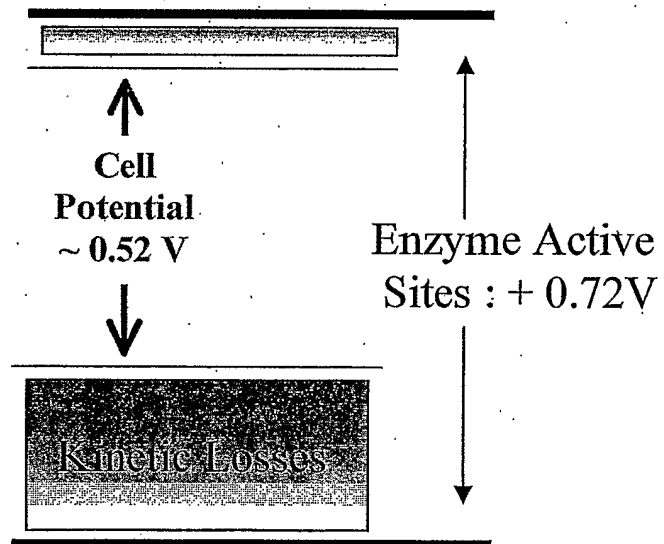 Cell
Potential
~ 0.52 V
Enzyme Active
Sites : + 0.72V
Kinetic Losses